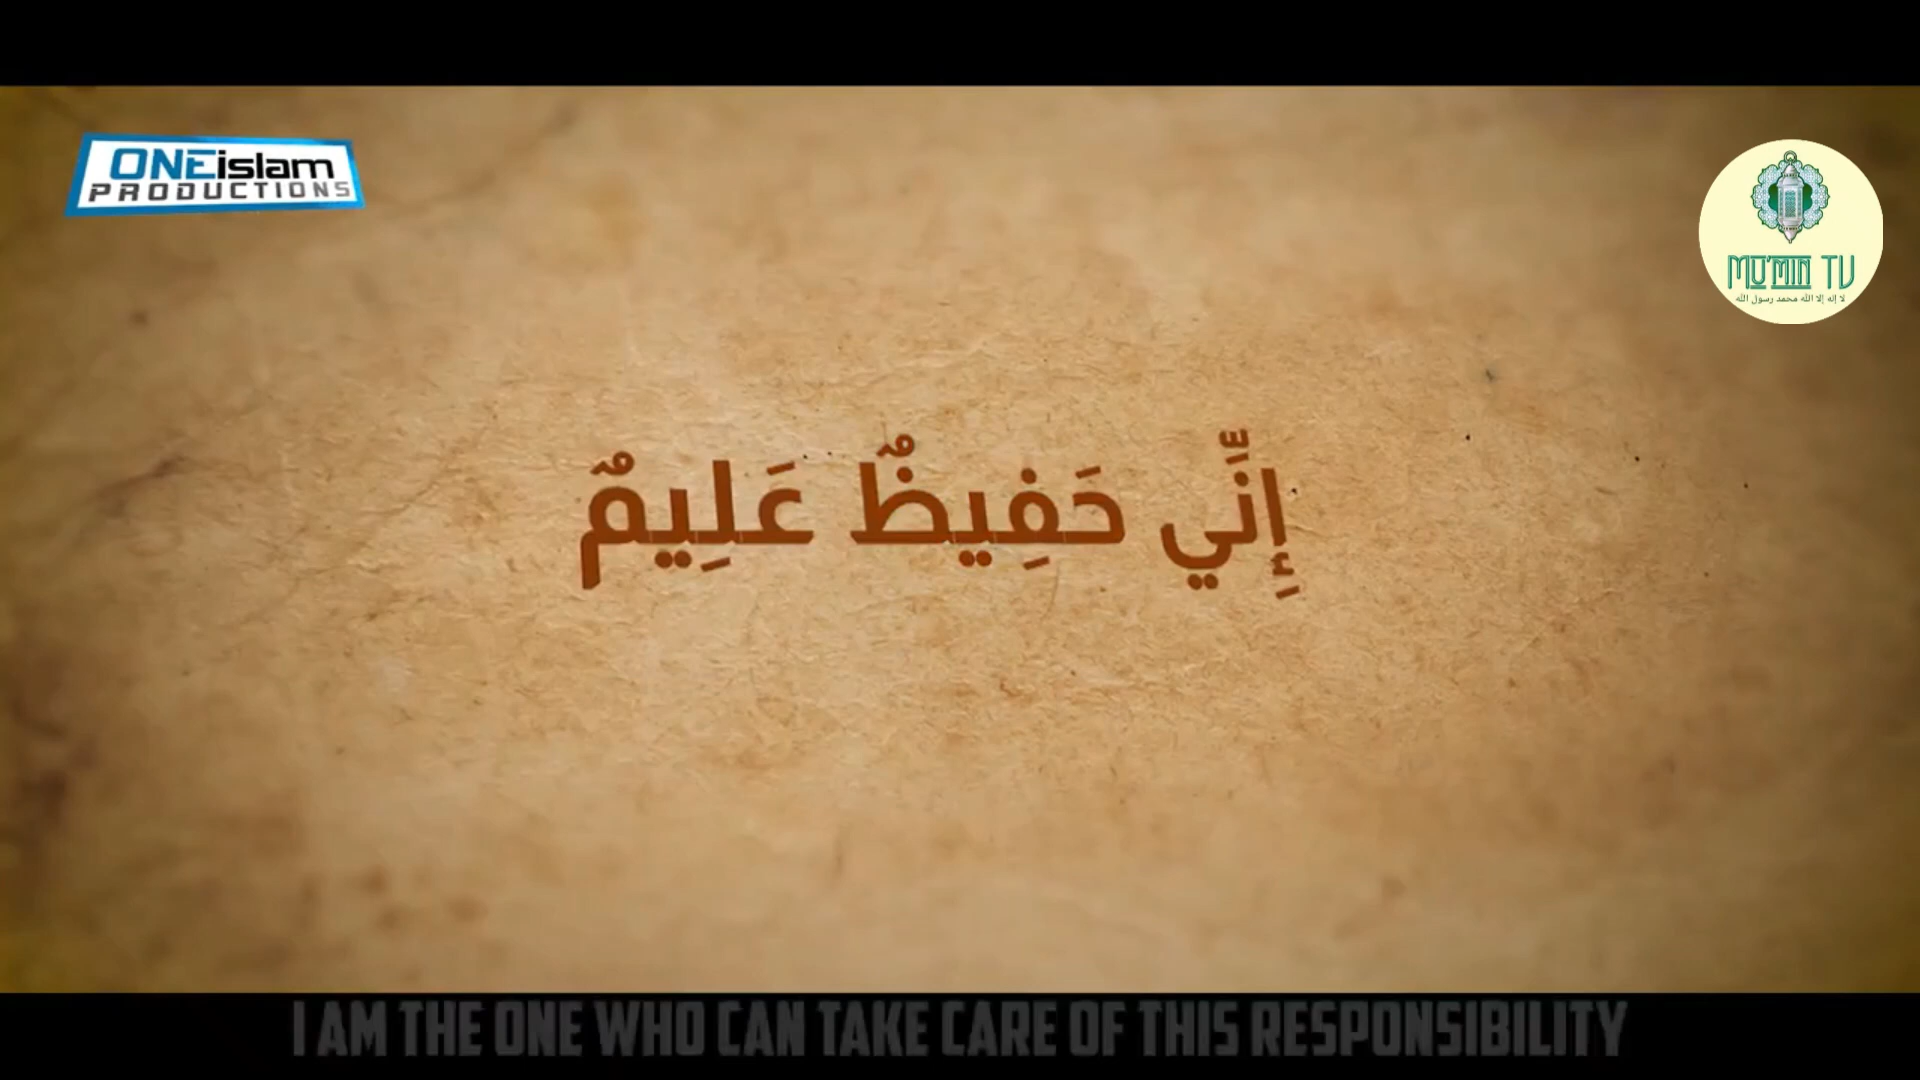 ONEislam
PRODUCTIONS
MU'MIN TV
لا إله إلا الله محمد رسول الله
إِنِّي حَفِيظٌ عَلِيمٌ
I AM THE ONE WHO CAN TAKE CARE OF THIS RESPONSIBILITY